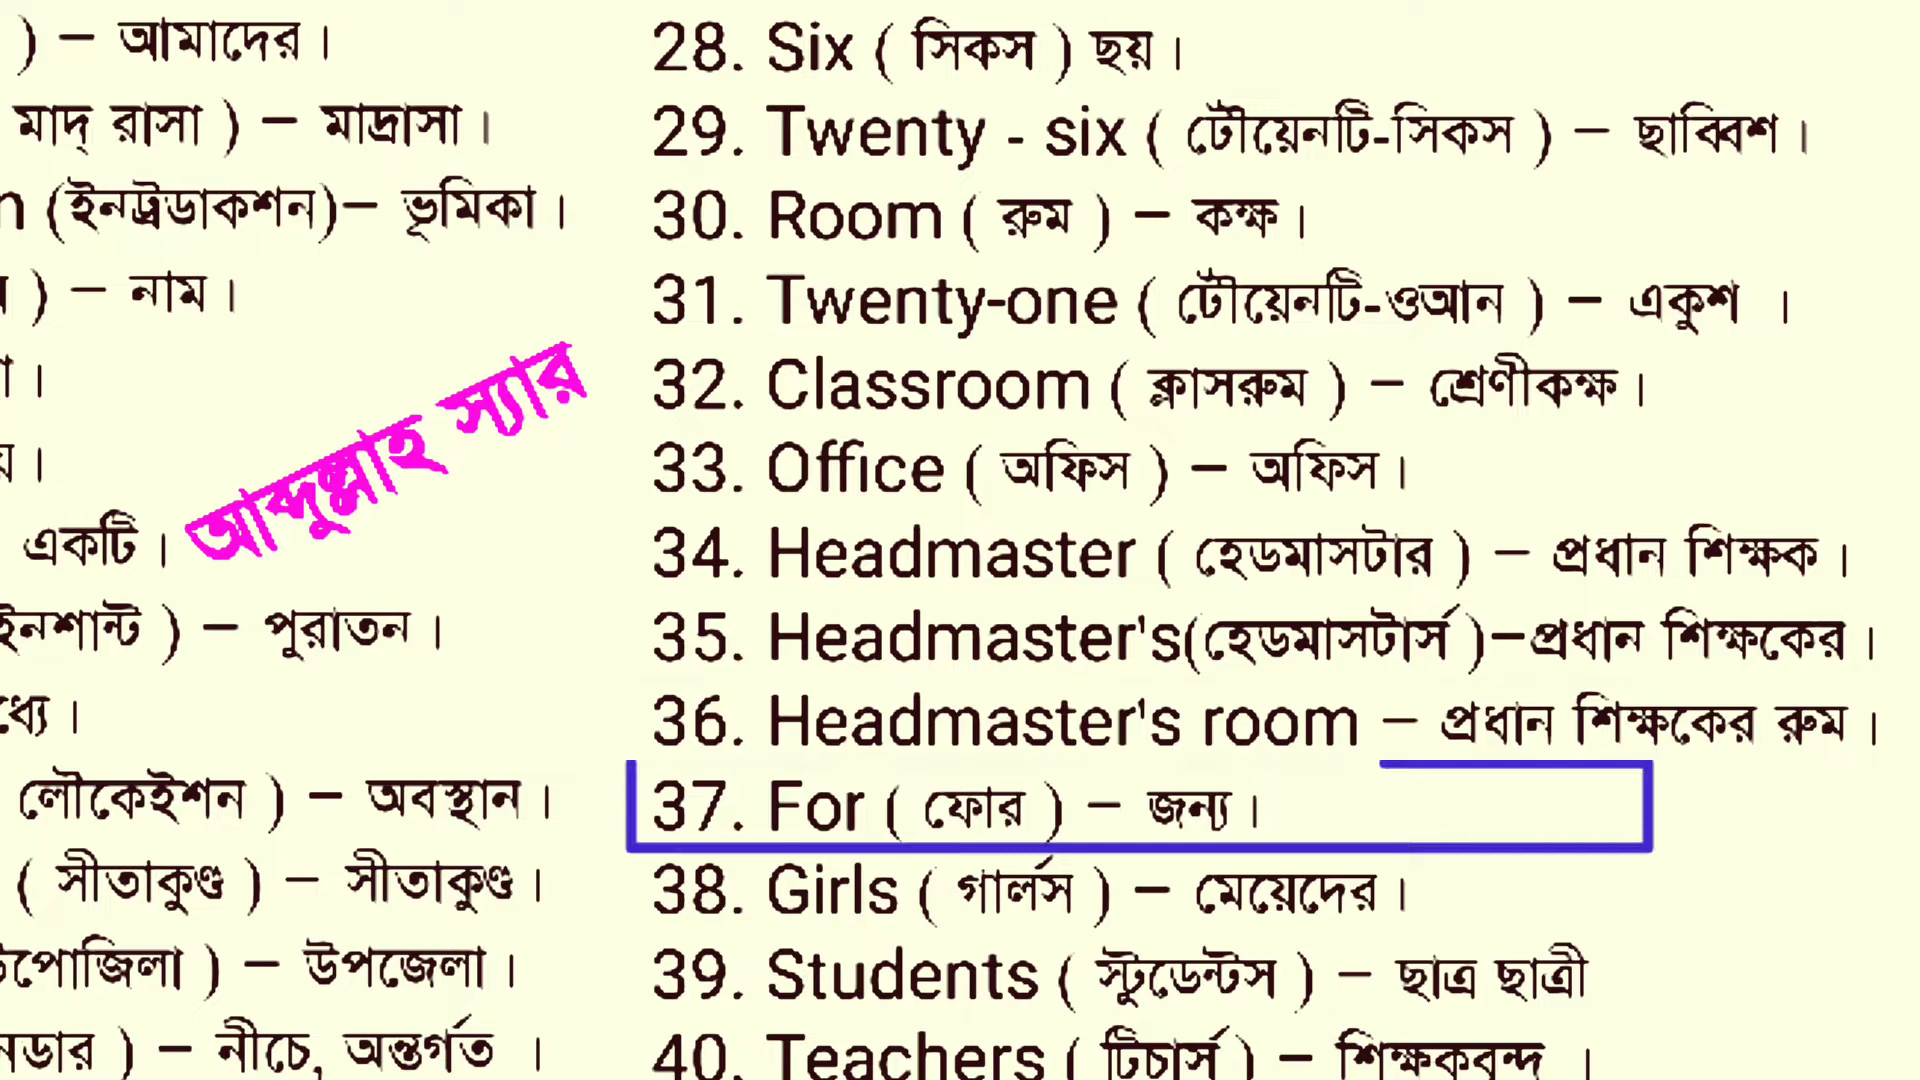 ) – আমাদের।
মাদ্ রাসা ) – মাদ্রাসা।
(ইনট্রডাকশন)– ভূমিকা।
) – নাম।
একটি।
) – পুরাতন।
লৌকেইশন ) – অবস্থান।
( সীতাকুণ্ড ) – সীতাকুণ্ড।
উপোজিলা ) – উপজেলা।
) – নীচে, অন্তর্গত ।
আব্দুল্লাহ স্যার
28. Six ( সিকস ) ছয়।
29. Twenty - six ( টৌয়েনটি-সিকস ) – ছাব্বিশ।
30. Room ( রুম ) – কক্ষ।
31. Twenty-one ( টৌয়েনটি-ওআন ) – একুশ ।
32. Classroom ( ক্লাসরুম ) – শ্রেণীকক্ষ।
33. Office ( অফিস ) – অফিস।
34. Headmaster ( হেডমাসটার ) – প্রধান শিক্ষক।
35. Headmaster's(হেডমাসটার্স )–প্রধান শিক্ষকের।
36. Headmaster's room – প্রধান শিক্ষকের রুম।
37. For ( ফোর ) – জন্য।
38. Girls ( গার্লস ) – মেয়েদের।
39. Students ( স্টুডেন্টস ) – ছাত্র ছাত্রী
40. Teachers ( টিচার্স ) – শিক্ষকবৃন্দ ।